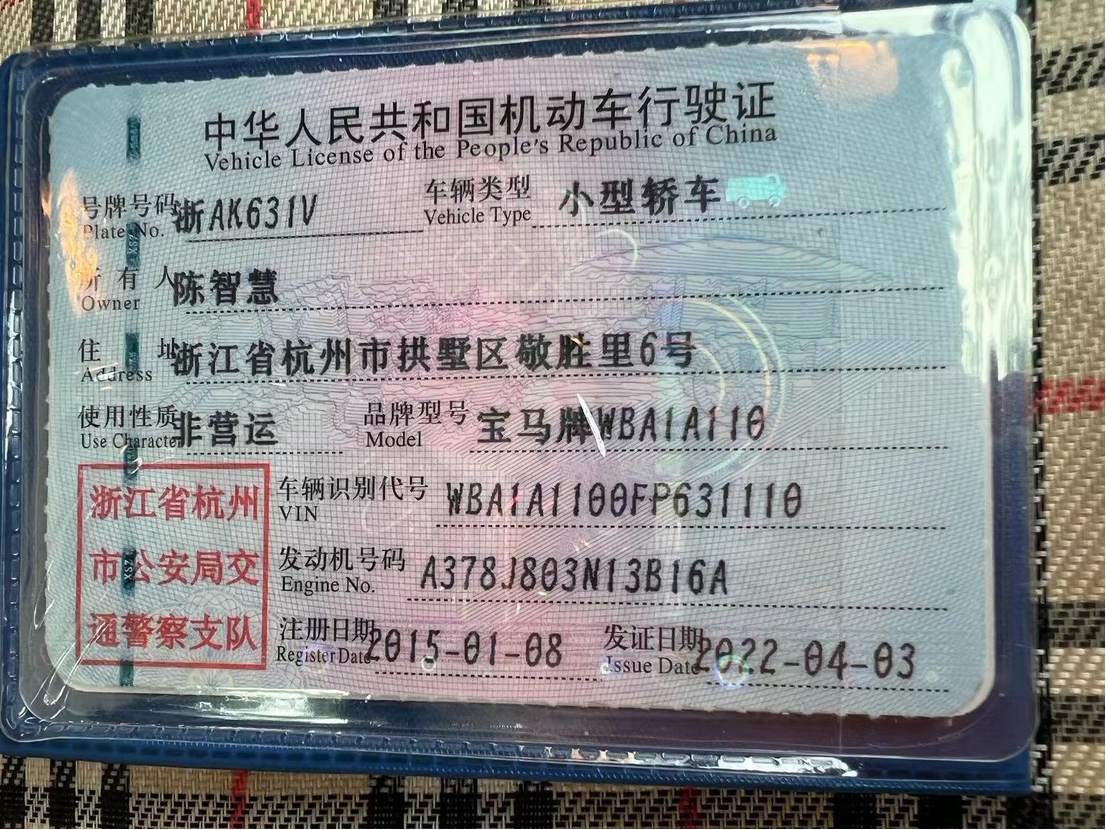 中华人民共和国机动车行驶证
Vehicle License of the People's Republic of China
号牌号码 浙AK631V 车辆类型 小型轿车
Plate No. Vehicle Type
所有人 陈智慧
Owner
住址 浙江省杭州市拱墅区敬胜里6号
Address
使用性质 非营运 品牌型号 宝马牌WBA1A110
Use Character Model
浙江省杭州
市公安局交
通警察支队
车辆识别代号 WBA1A1100FP631110
VIN
发动机号码 A378J803N13B16A
Engine No.
注册日期 2015-01-08 发证日期 2022-04-03
Register Date Issue Date